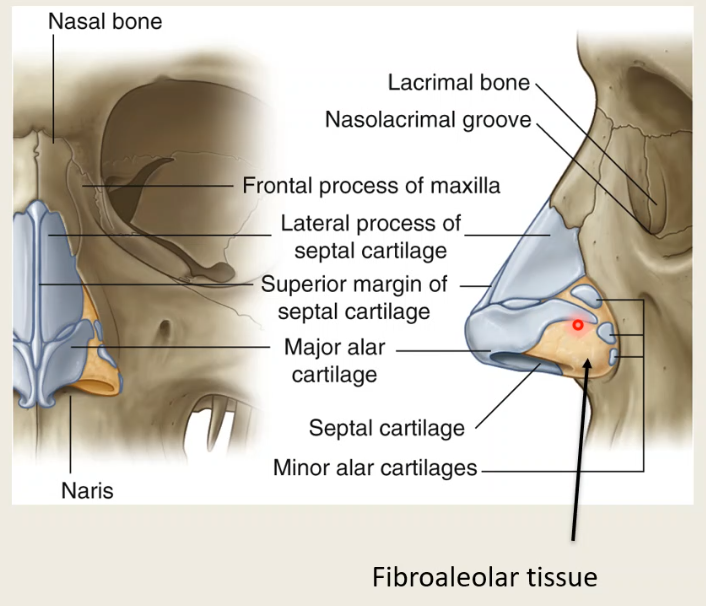 Nasal bone
Lacrimal bone
Nasolacrimal groove
Frontal process of maxilla
Lateral process of
septal cartilage
Superior margin of
septal cartilage
Major alar
cartilage
Septal cartilage
Minor alar cartilages
Naris
Fibroaleolar tissue